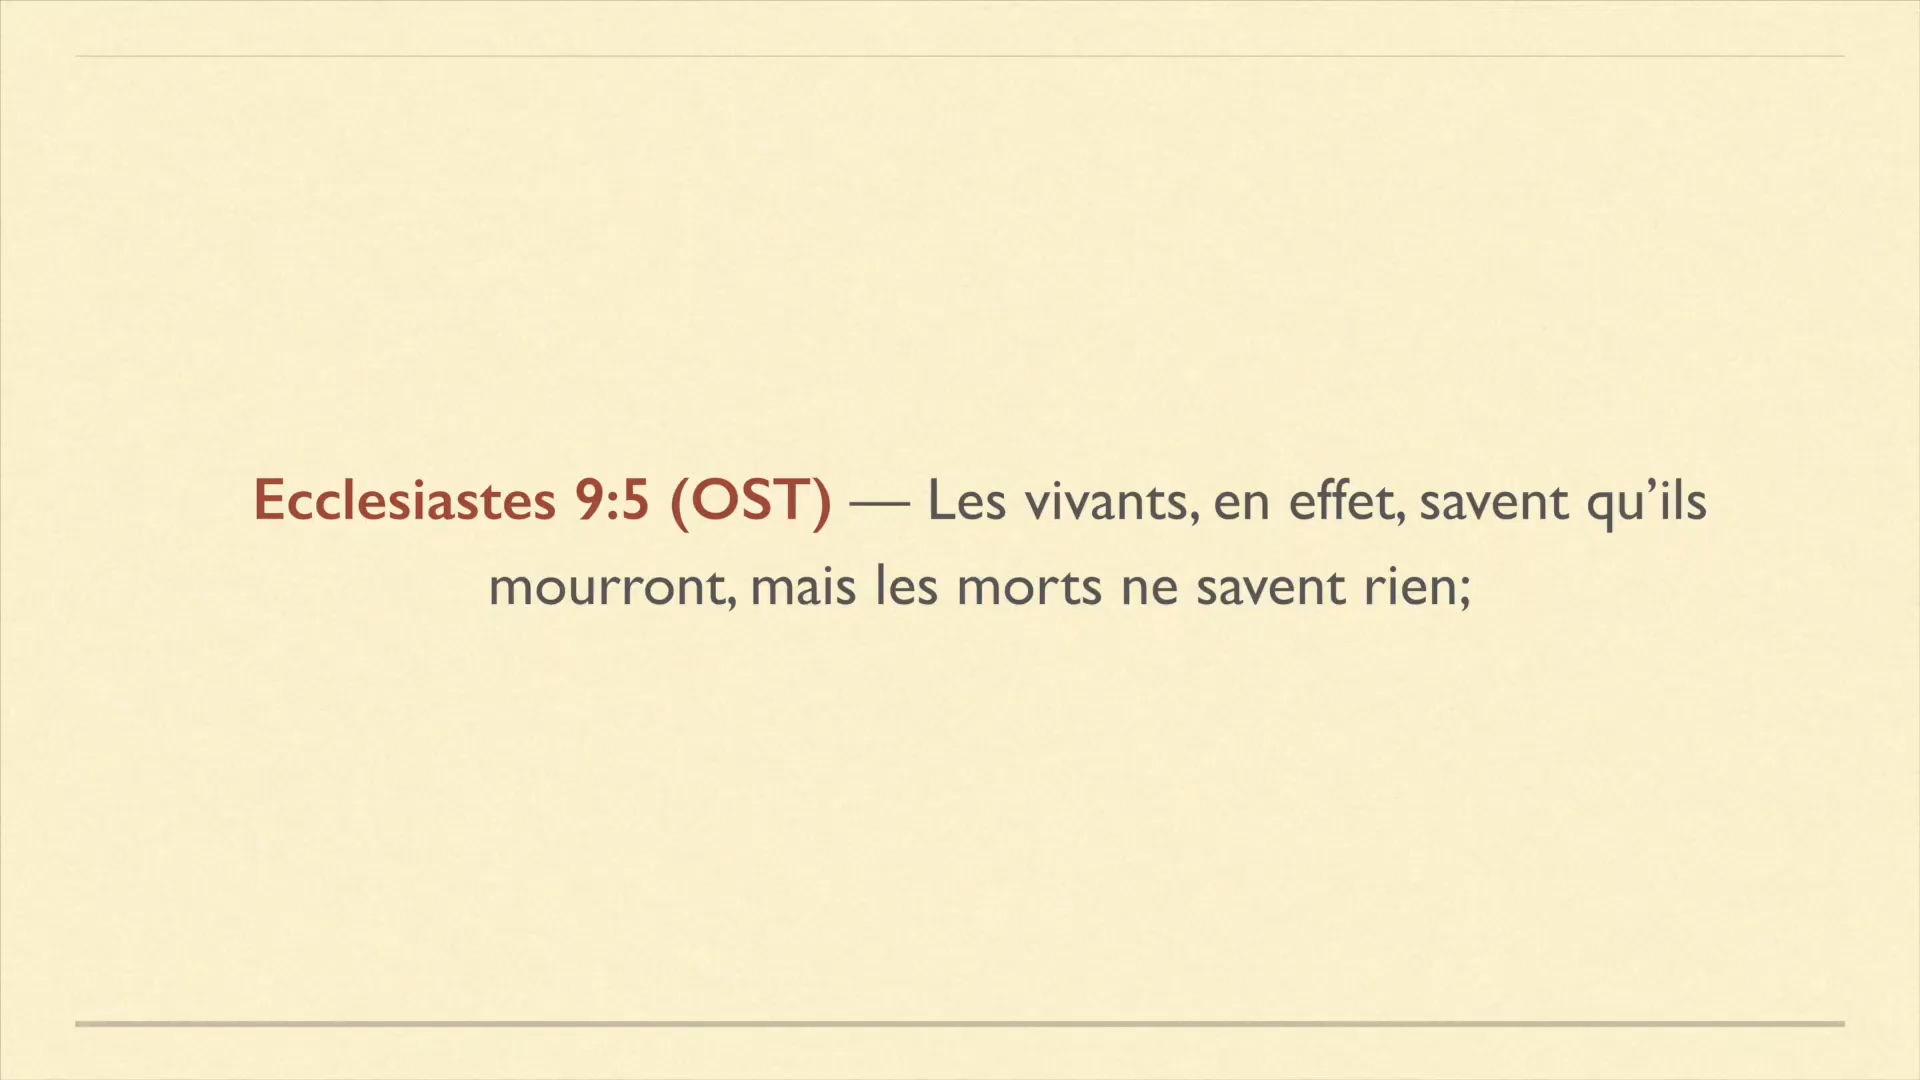 Ecclesiastes 9:5 (OST) — Les vivants, en effet, savent qu’ils
mourront, mais les morts ne savent rien;